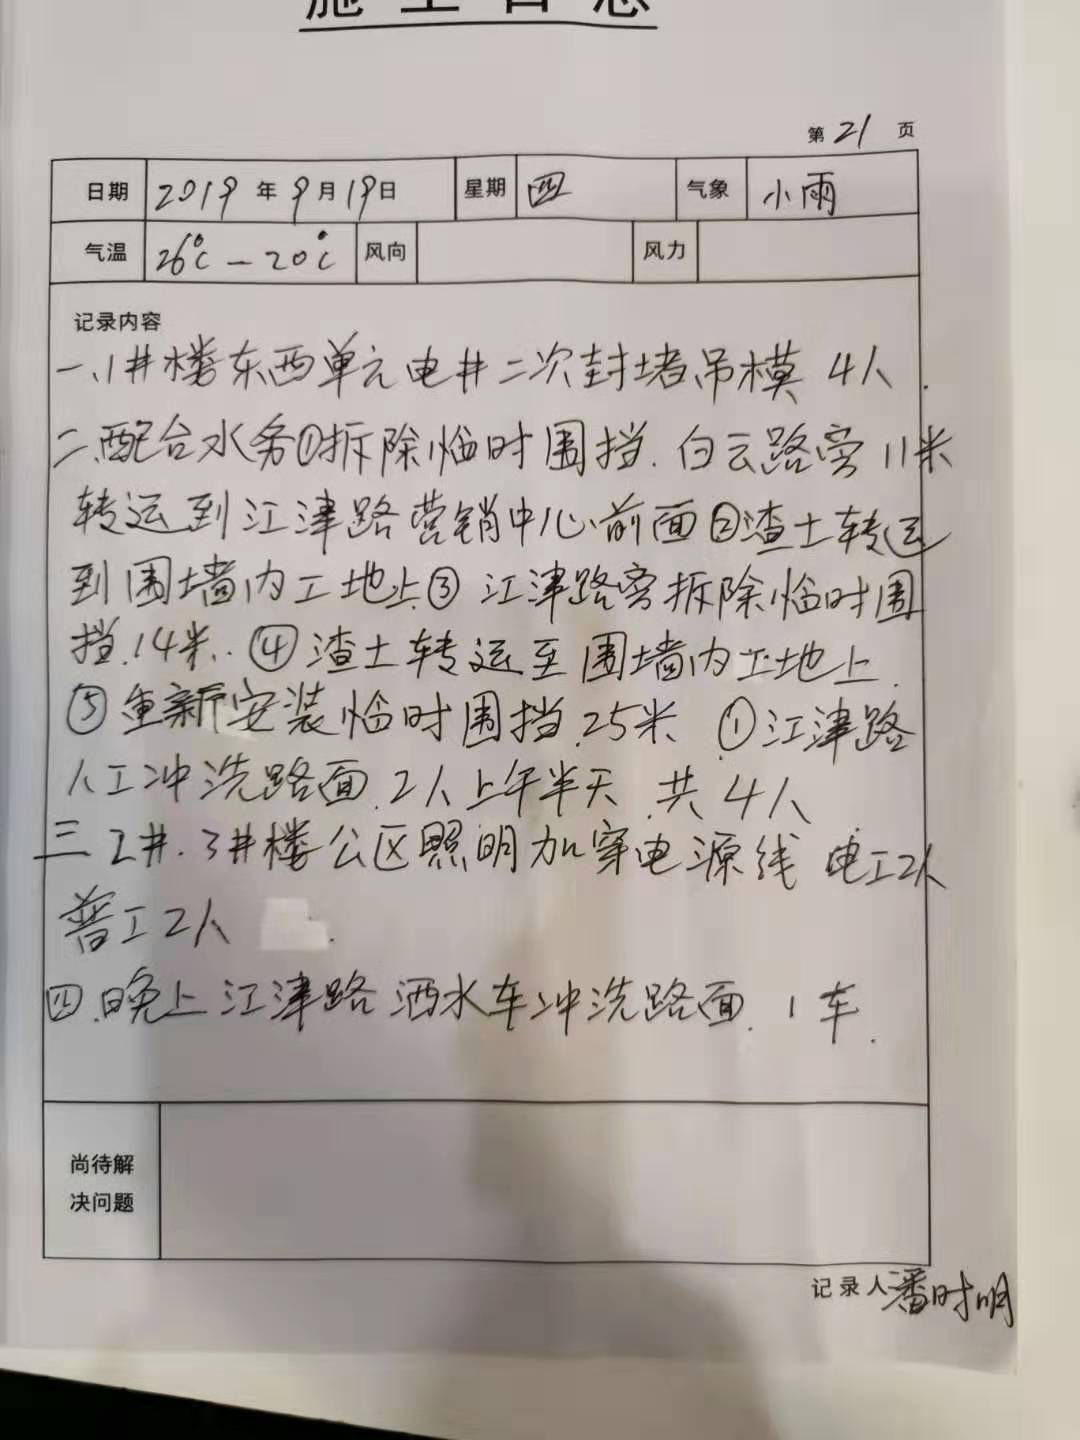 施工日志
第 21 页
日期 2019 年 9 月 19 日 星期 四 气象 小雨
气温 26℃—20℃ 风向 风力
记录内容
一、1#楼东西单元电井二次封堵吊模 4人.
二、配合水务①拆除临时围挡.白云路旁11米
转运到江津路营销中心前面②渣土转运
到围墙内工地上③江津路旁拆除临时围
挡.14米..④渣土转运至围墙内工地上.
⑤重新安装临时围挡.25米 ①江津路
人工冲洗路面.2人上午半天 共4人
三 2#.3#楼公区照明加穿电源线 电工2人
普工2人
四.晚上江津路洒水车冲洗路面.1车.
尚待解
决问题
记录人潘时明